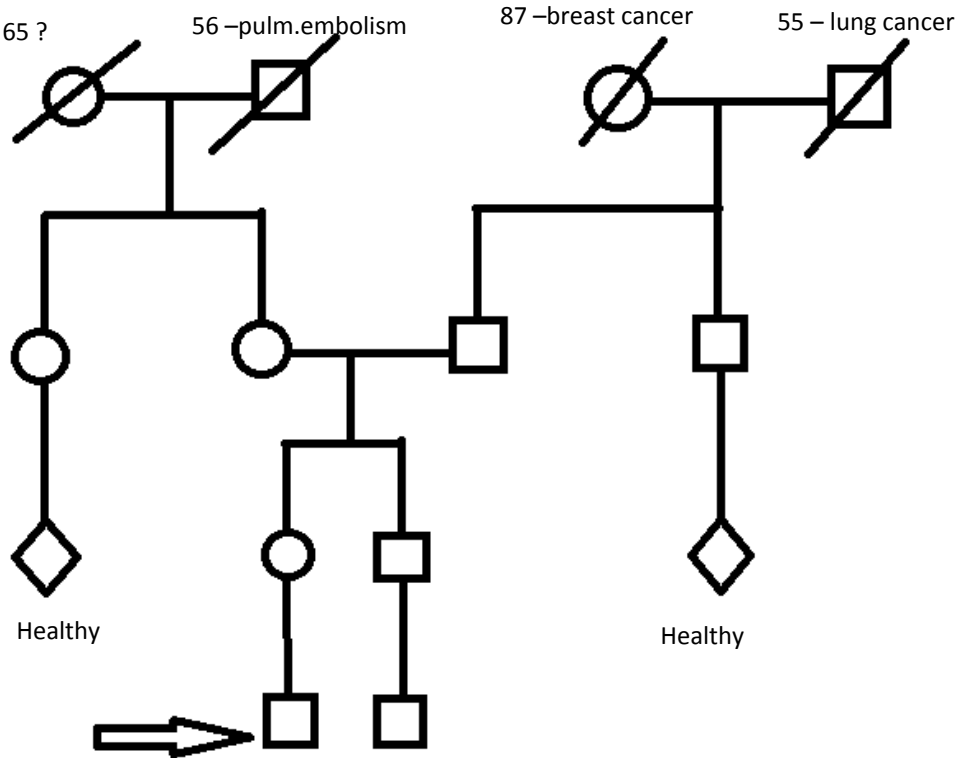 65 ?
56 –pulm.embolism
87 –breast cancer
55 – lung cancer
Healthy
Healthy